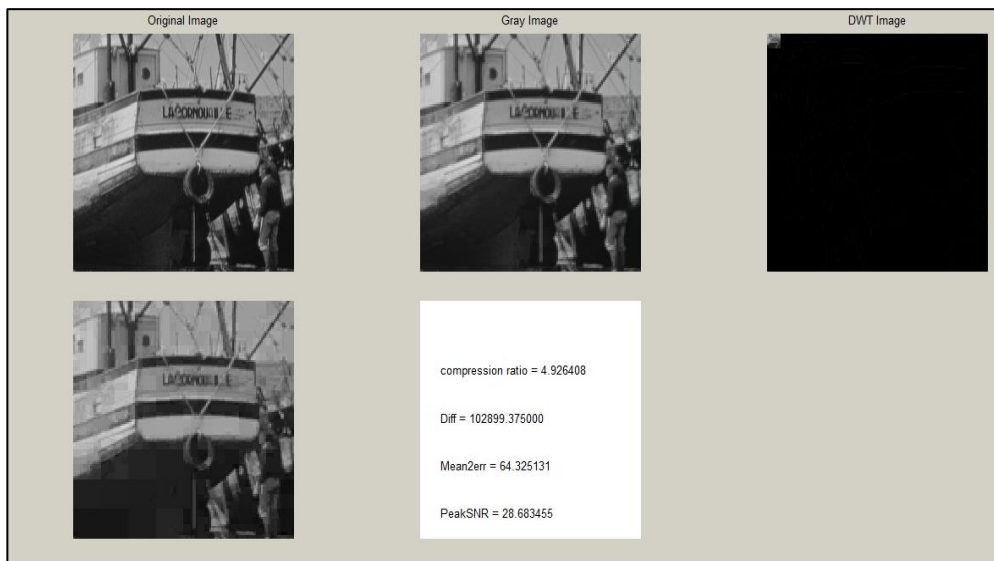 Original Image
Gray Image
DWT Image
compression ratio = 4.926408
Diff = 102899.375000
Mean2err = 64.325131
PeakSNR = 28.683455